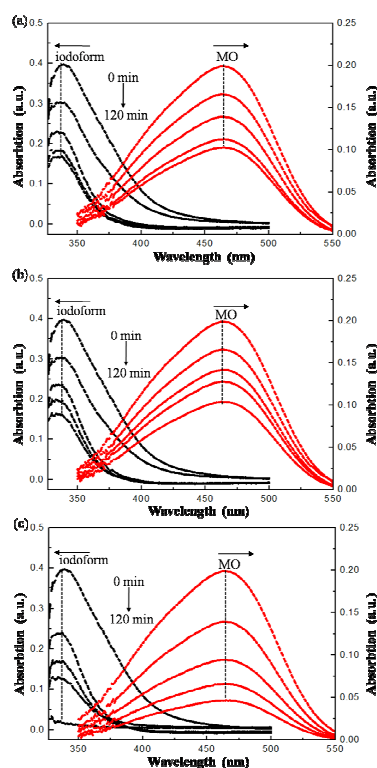 (a)
0.5
0.4
0.3
0.2
0.1
0.0
Absorbtion (a.u.)
iodoform
0 min
120 min
MO
0.25
0.20
0.15
0.10
0.05
0.00
Absorbtion (a.u.)
350 400 450 500 550
Wavelength (nm)
(b)
0.5
0.4
0.3
0.2
0.1
0.0
Absorbtion (a.u.)
iodoform
0 min
120 min
MO
0.25
0.20
0.15
0.10
0.05
0.00
Absorbtion (a.u.)
350 400 450 500 550
Wavelength (nm)
(c)
0.5
0.4
0.3
0.2
0.1
0.0
Absorbtion (a.u.)
iodoform
0 min
120 min
MO
0.25
0.20
0.15
0.10
0.05
0.00
Absorbtion (a.u.)
350 400 450 500 550
Wavelength (nm)